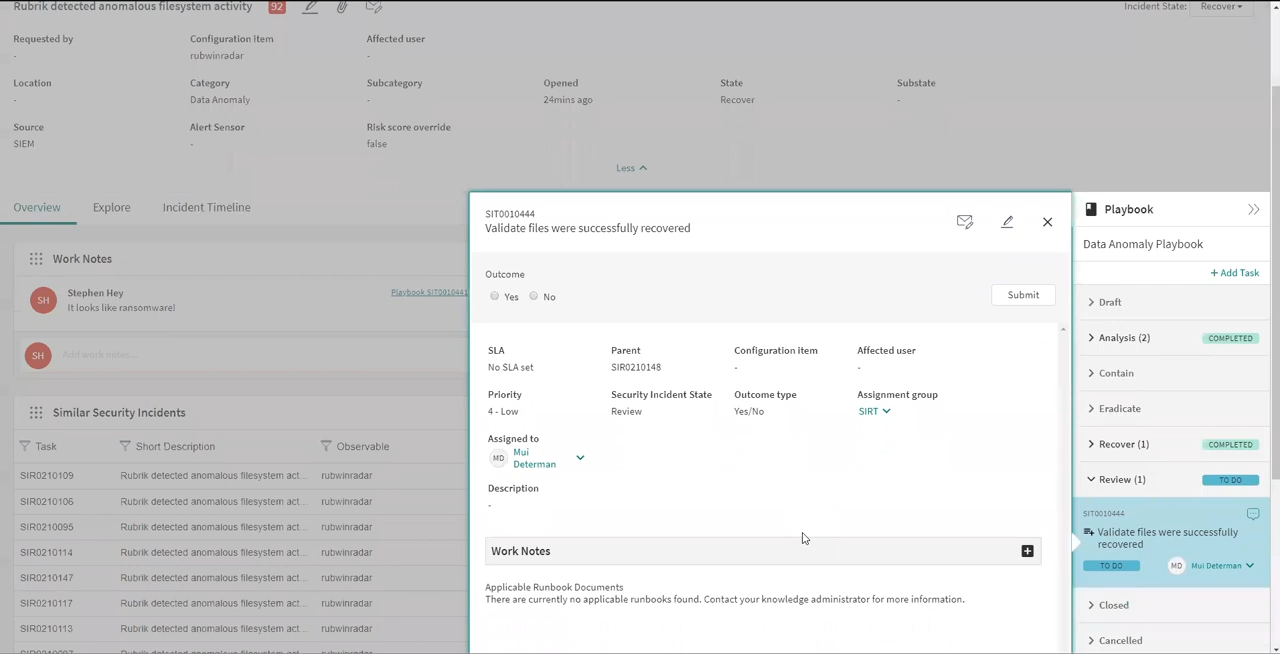 Rubrik detected anomalous filesystem activity 92
Incident State: Recover
Requested by Configuration item Affected user
- rubwinradar -
Location Category Subcategory Opened State Substate
- Data Anomaly - 24mins ago Recover -
Source Alert Sensor Risk score override
SIEM - false
Less
Overview Explore Incident Timeline
Work Notes
SH Stephen Hey Playbook SIT0010441
It looks like ransomware!
SH Add work notes...
Similar Security Incidents
Task Short Description Observable
SIR0210109 Rubrik detected anomalous filesystem act... rubwinradar
SIR0210106 Rubrik detected anomalous filesystem act... rubwinradar
SIR0210095 Rubrik detected anomalous filesystem act... rubwinradar
SIR0210114 Rubrik detected anomalous filesystem act... rubwinradar
SIR0210147 Rubrik detected anomalous filesystem act... rubwinradar
SIR0210117 Rubrik detected anomalous filesystem act... rubwinradar
SIR0210113 Rubrik detected anomalous filesystem act... rubwinradar
Rubrik detected anomalous filesystem act... rubwinradar
SIT0010444
Validate files were successfully recovered
Outcome
Yes No
Submit
SLA Parent Configuration item Affected user
No SLA set SIR0210148 - -
Priority Security Incident State Outcome type Assignment group
4 - Low Review Yes/No SIRT
Assigned to
MD Mui
Determan
Description
-
Work Notes
Applicable Runbook Documents
There are currently no applicable runbooks found. Contact your knowledge administrator for more information.
Playbook
Data Anomaly Playbook
+ Add Task
Draft
Analysis (2) COMPLETED
Contain
Eradicate
Recover (1) COMPLETED
Review (1) TO DO
SIT0010444
Validate files were successfully
recovered
TO DO MD Mui Determan
Closed
Cancelled